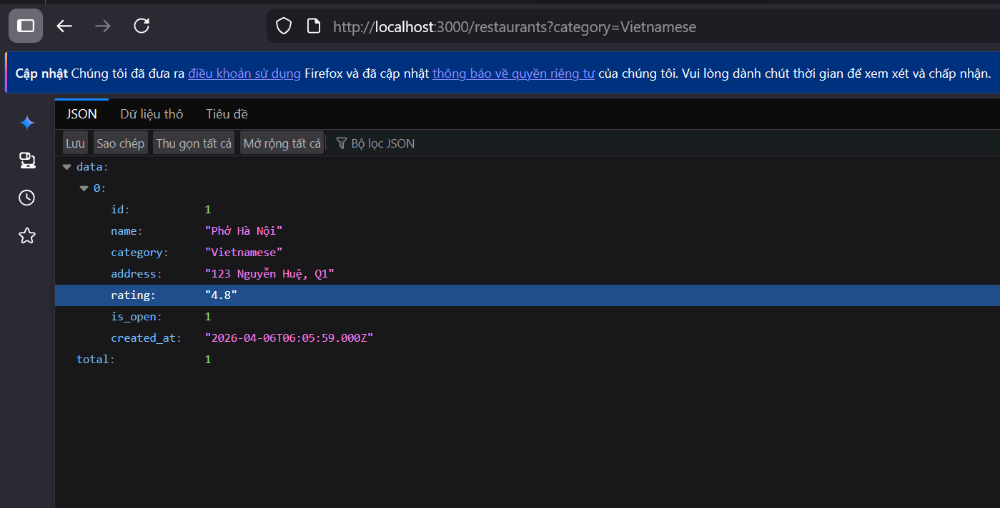 http://localhost:3000/restaurants?category=Vietnamese
Cập nhật Chúng tôi đã đưa ra điều khoản sử dụng Firefox và đã cập nhật thông báo về quyền riêng tư của chúng tôi. Vui lòng dành chút thời gian để xem xét và chấp nhận.
JSON Dữ liệu thô Tiêu đề
Lưu Sao chép Thu gọn tất cả Mở rộng tất cả Bộ lọc JSON
data:
0:
id: 1
name: "Phở Hà Nội"
category: "Vietnamese"
address: "123 Nguyễn Huệ, Q1"
rating: "4.8"
is_open: 1
created_at: "2026-04-06T06:05:59.000Z"
total: 1